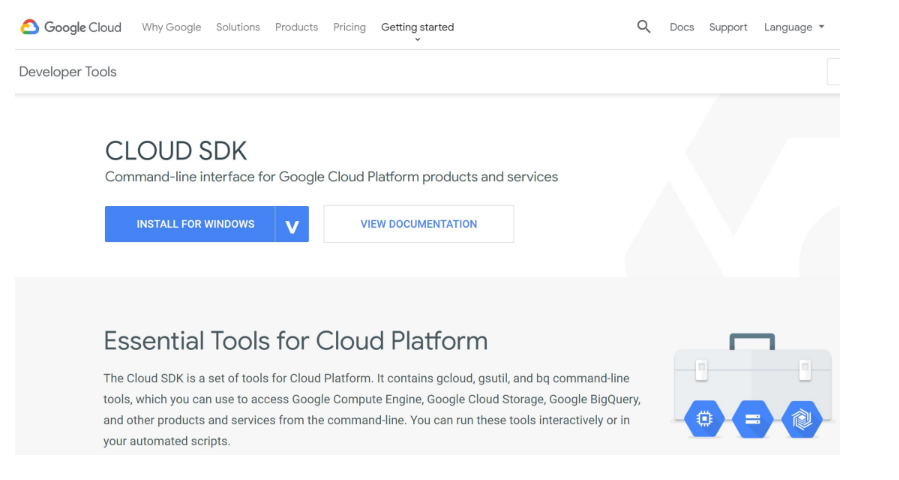 Google Cloud Why Google Solutions Products Pricing Getting started Docs Support Language
Developer Tools
CLOUD SDK
Command-line interface for Google Cloud Platform products and services
INSTALL FOR WINDOWS V VIEW DOCUMENTATION
Essential Tools for Cloud Platform
The Cloud SDK is a set of tools for Cloud Platform. It contains gcloud, gsutil, and bq command-line
tools, which you can use to access Google Compute Engine, Google Cloud Storage, Google BigQuery,
and other products and services from the command-line. You can run these tools interactively or in
your automated scripts.